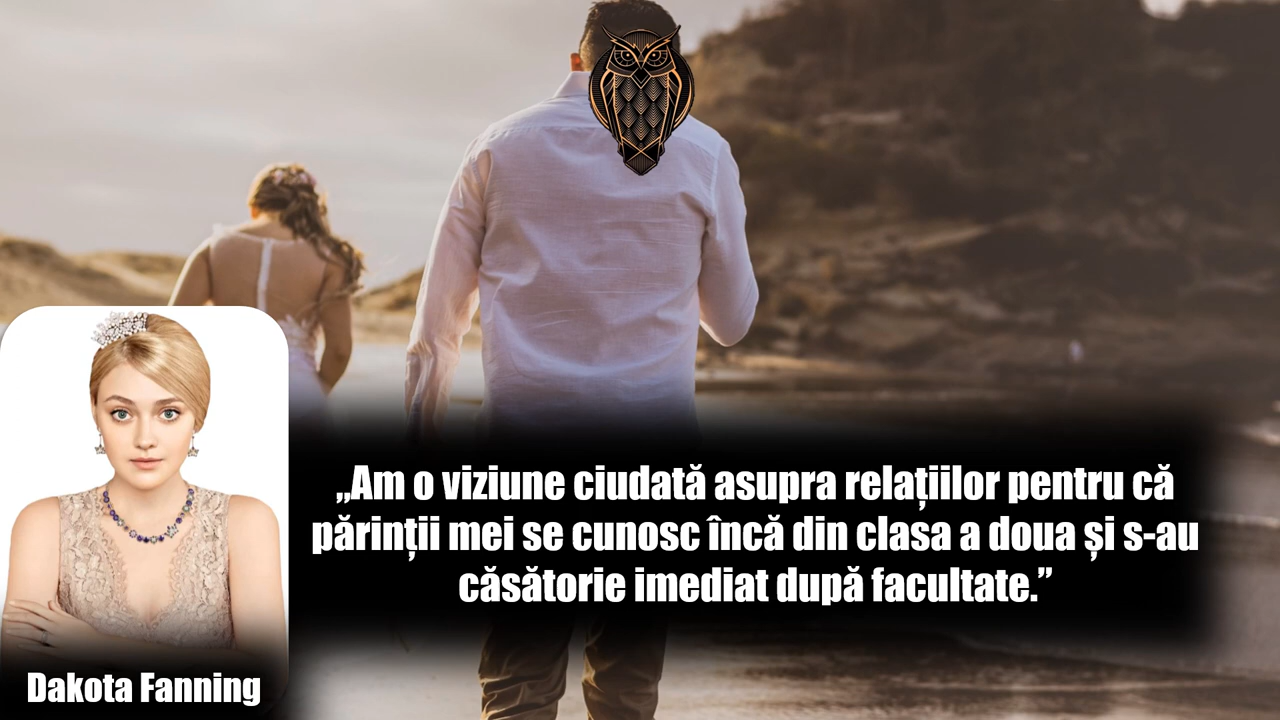 „Am o viziune ciudată asupra relațiilor pentru că
părinții mei se cunosc încă din clasa a doua și s-au
căsătorie imediat după facultate.”
Dakota Fanning